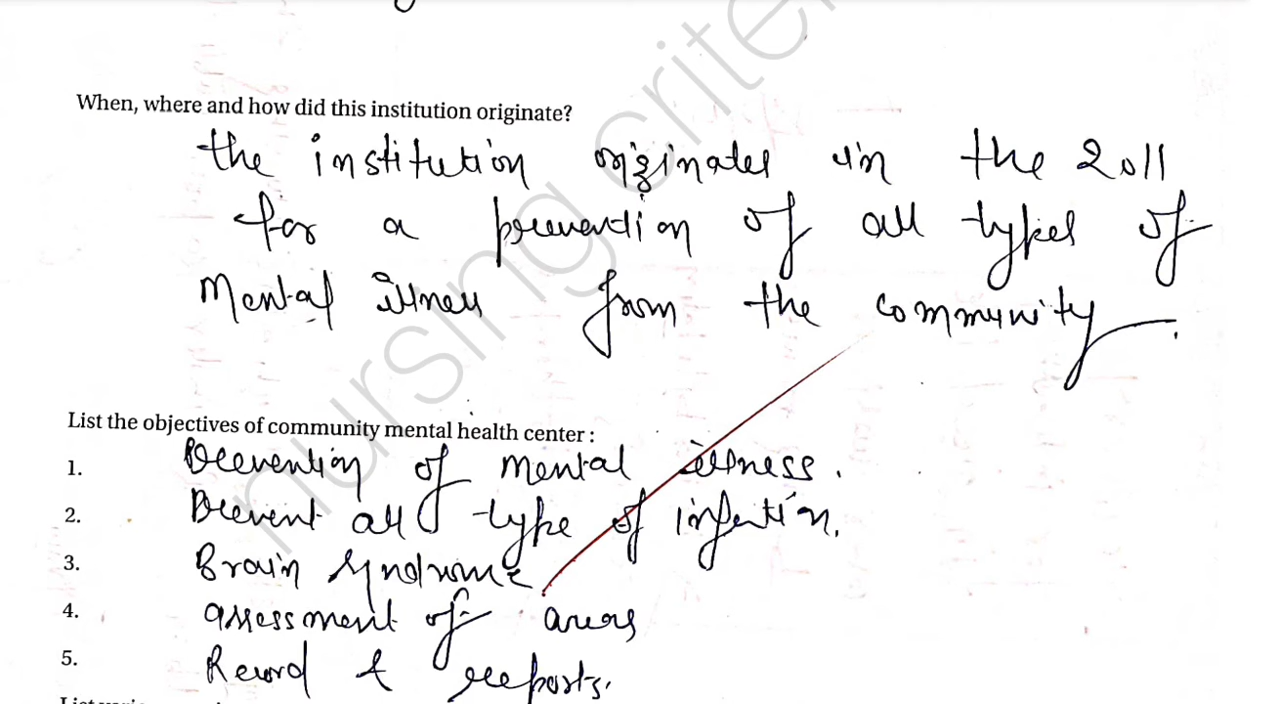 When, where and how did this institution originate?
the institution originates in the 2011
for a prevention of all types of
Mental illness from the community.
List the objectives of community mental health center :
1. Prevention of mental illness.
2. Prevent all type of infection.
3. Brain syndrome
4. assessment of areas
5. Record & reports.
nursing crite